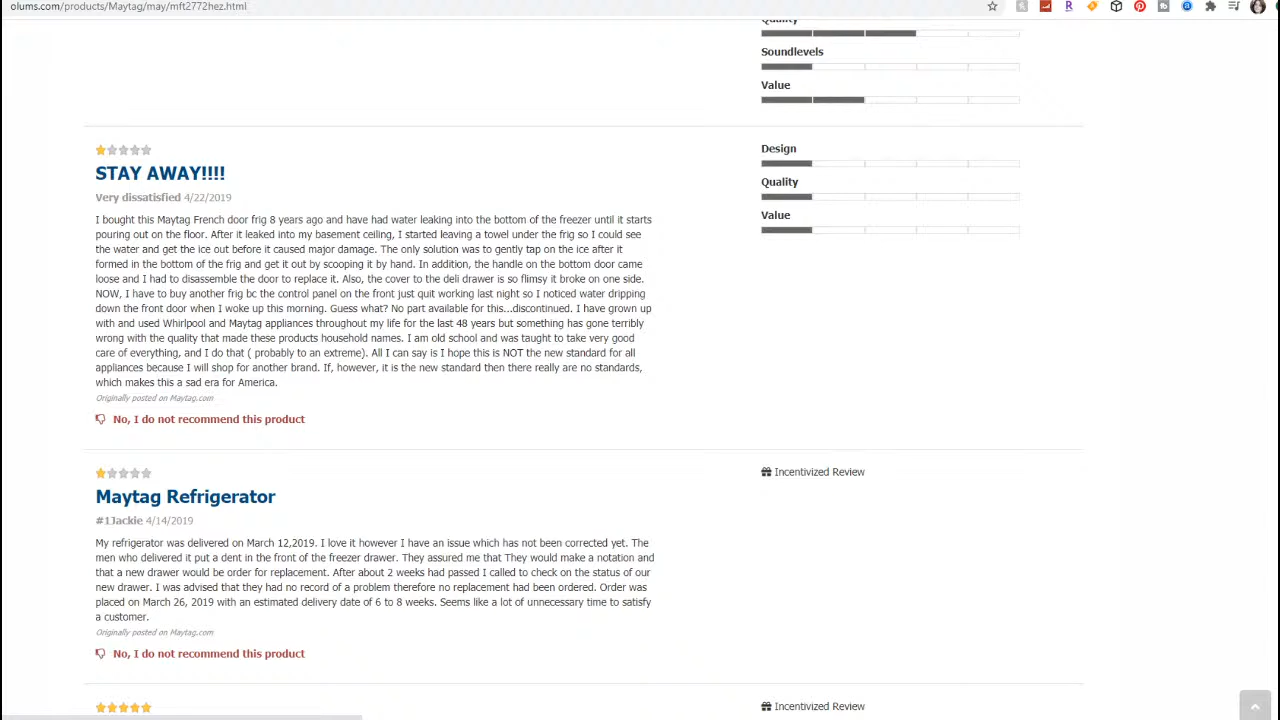 olums.com/products/Maytag/may/mft2772hez.html
Quality
Soundlevels
Value
STAY AWAY!!!!
Very dissatisfied 4/22/2019
I bought this Maytag French door frig 8 years ago and have had water leaking into the bottom of the freezer until it starts
pouring out on the floor. After it leaked into my basement ceiling, I started leaving a towel under the frig so I could see
the water and get the ice out before it caused major damage. The only solution was to gently tap on the ice after it
formed in the bottom of the frig and get it out by scooping it by hand. In addition, the handle on the bottom door came
loose and I had to disassemble the door to replace it. Also, the cover to the deli drawer is so flimsy it broke on one side.
NOW, I have to buy another frig bc the control panel on the front just quit working last night so I noticed water dripping
down the front door when I woke up this morning. Guess what? No part available for this...discontinued. I have grown up
with and used Whirlpool and Maytag appliances throughout my life for the last 48 years but something has gone terribly
wrong with the quality that made these products household names. I am old school and was taught to take very good
care of everything, and I do that ( probably to an extreme). All I can say is I hope this is NOT the new standard for all
appliances because I will shop for another brand. If, however, it is the new standard then there really are no standards,
which makes this a sad era for America.
Originally posted on Maytag.com
No, I do not recommend this product
Design
Quality
Value
Maytag Refrigerator
#1Jackie 4/14/2019
My refrigerator was delivered on March 12,2019. I love it however I have an issue which has not been corrected yet. The
men who delivered it put a dent in the front of the freezer drawer. They assured me that They would make a notation and
that a new drawer would be order for replacement. After about 2 weeks had passed I called to check on the status of our
new drawer. I was advised that they had no record of a problem therefore no replacement had been ordered. Order was
placed on March 26, 2019 with an estimated delivery date of 6 to 8 weeks. Seems like a lot of unnecessary time to satisfy
a customer.
Originally posted on Maytag.com
No, I do not recommend this product
Incentivized Review
Incentivized Review